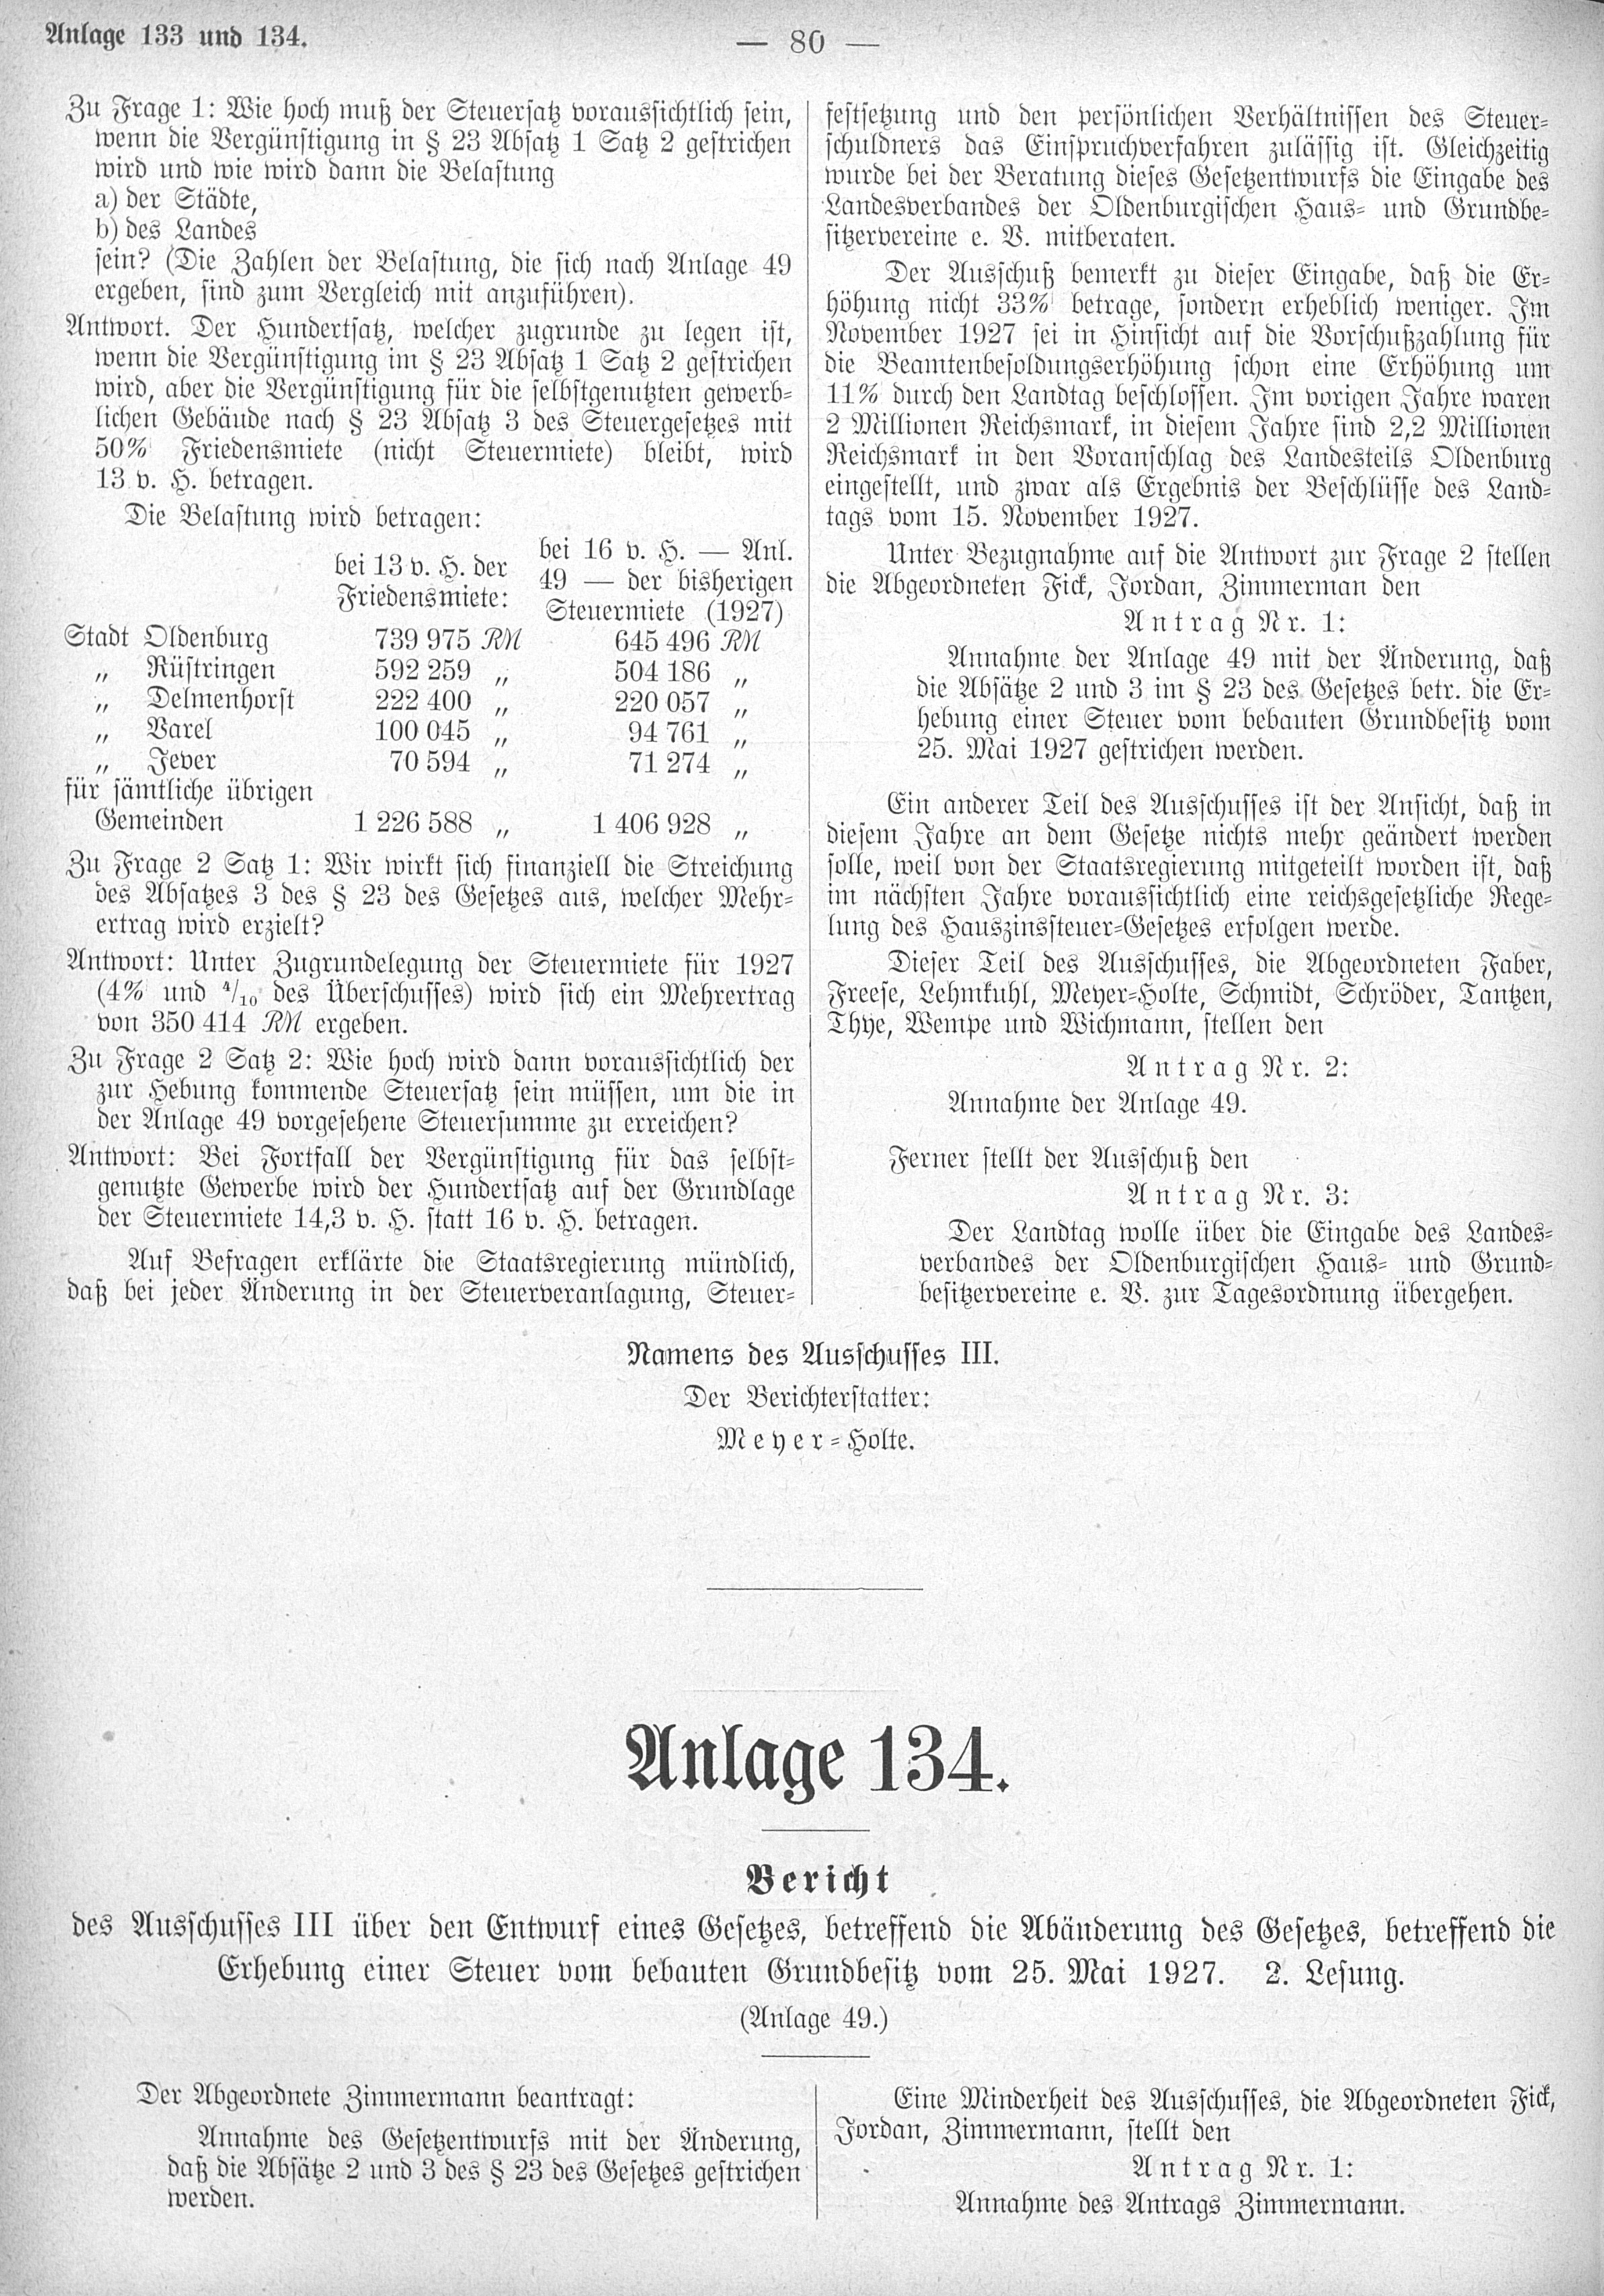 Anlage 133 und 134.
— 80 —
Zu Frage 1: Wie hoch muß der Steuersatz voraussichtlich sein,
wenn die Vergünstigung in § 23 Absatz 1 Satz 2 gestrichen
wird und wie wird dann die Belastung
a) der Städte,
b) des Landes
sein? (Die Zahlen der Belastung, die sich nach Anlage 49
ergeben, sind zum Vergleich mit anzuführen).
Antwort. Der Hundertsatz, welcher zugrunde zu legen ist,
wenn die Vergünstigung im § 23 Absatz 1 Satz 2 gestrichen
wird, aber die Vergünstigung für die selbstgenutzten gewerb-
lichen Gebäude nach § 23 Absatz 3 des Steuergesetzes mit
50% Friedensmiete (nicht Steuermiete) bleibt, wird
13 v. H. betragen.
Die Belastung wird betragen:
bei 13 v. H. der
Friedensmiete:
bei 16 v. H. — Anl.
49 — der bisherigen
Steuermiete (1927)
Stadt Oldenburg 739 975 RM 645 496 RM
„ Rüstringen 592 259 „ 504 186 „
„ Delmenhorst 222 400 „ 220 057 „
„ Varel 100 045 „ 94 761 „
„ Jever 70 594 „ 71 274 „
für sämtliche übrigen
Gemeinden 1 226 588 „ 1 406 928 „
Zu Frage 2 Satz 1: Wir wirkt sich finanziell die Streichung
des Absatzes 3 des § 23 des Gesetzes aus, welcher Mehr-
ertrag wird erzielt?
Antwort: Unter Zugrundelegung der Steuermiete für 1927
(4% und 4/10 des Überschusses) wird sich ein Mehrertrag
von 350 414 RM ergeben.
Zu Frage 2 Satz 2: Wie hoch wird dann voraussichtlich der
zur Hebung kommende Steuersatz sein müssen, um die in
der Anlage 49 vorgesehene Steuersumme zu erreichen?
Antwort: Bei Fortfall der Vergünstigung für das selbst-
genutzte Gewerbe wird der Hundertsatz auf der Grundlage
der Steuermiete 14,3 v. H. statt 16 v. H. betragen.
Auf Befragen erklärte die Staatsregierung mündlich,
daß bei jeder Änderung in der Steuerveranlagung, Steuer-
festsetzung und den persönlichen Verhältnissen des Steuer-
schuldners das Einspruchverfahren zulässig ist. Gleichzeitig
wurde bei der Beratung dieses Gesetzentwurfs die Eingabe des
Landesverbandes der Oldenburgischen Haus- und Grundbe-
sitzervereine e. V. mitberaten.
Der Ausschuß bemerkt zu dieser Eingabe, daß die Er-
höhung nicht 33% betrage, sondern erheblich weniger. Im
November 1927 sei in Hinsicht auf die Vorschußzahlung für
die Beamtenbesoldungserhöhung schon eine Erhöhung um
11% durch den Landtag beschlossen. Im vorigen Jahre waren
2 Millionen Reichsmark, in diesem Jahre sind 2,2 Millionen
Reichsmark in den Voranschlag des Landesteils Oldenburg
eingestellt, und zwar als Ergebnis der Beschlüsse des Land-
tags vom 15. November 1927.
Unter Bezugnahme auf die Antwort zur Frage 2 stellen
die Abgeordneten Fick, Jordan, Zimmerman den
Antrag Nr. 1:
Annahme der Anlage 49 mit der Änderung, daß
die Absätze 2 und 3 im § 23 des Gesetzes betr. die Er-
hebung einer Steuer vom bebauten Grundbesitz vom
25. Mai 1927 gestrichen werden.
Ein anderer Teil des Ausschusses ist der Ansicht, daß in
diesem Jahre an dem Gesetze nichts mehr geändert werden
solle, weil von der Staatsregierung mitgeteilt worden ist, daß
im nächsten Jahre voraussichtlich eine reichsgesetzliche Rege-
lung des Hauszinssteuer-Gesetzes erfolgen werde.
Dieser Teil des Ausschusses, die Abgeordneten Faber,
Freese, Lehmkuhl, Meyer-Holte, Schmidt, Schröder, Tantzen,
Thye, Wempe und Wichmann, stellen den
Antrag Nr. 2:
Annahme der Anlage 49.
Ferner stellt der Ausschuß den
Antrag Nr. 3:
Der Landtag wolle über die Eingabe des Landes-
verbandes der Oldenburgischen Haus- und Grund-
besitzervereine e. V. zur Tagesordnung übergehen.
Namens des Ausschusses III.
Der Berichterstatter:
Meyer-Holte.
Anlage 134.
Bericht
des Ausschusses III über den Entwurf eines Gesetzes, betreffend die Abänderung des Gesetzes, betreffend die
Erhebung einer Steuer vom bebauten Grundbesitz vom 25. Mai 1927. 2. Lesung.
(Anlage 49.)
Der Abgeordnete Zimmermann beantragt:
Annahme des Gesetzentwurfs mit der Änderung,
daß die Absätze 2 und 3 des § 23 des Gesetzes gestrichen
werden.
Eine Minderheit des Ausschusses, die Abgeordneten Fick,
Jordan, Zimmermann, stellt den
Antrag Nr. 1:
Annahme des Antrags Zimmermann.